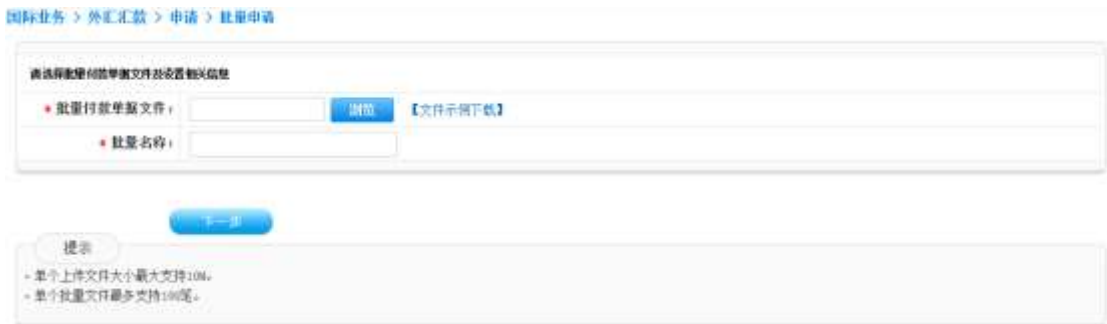 国际业务 > 外汇汇款 > 申请 > 批量申请
请选择批量付款单据文件及设置相关信息
* 批量付款单据文件: 浏览 【文件示例下载】
* 批量名称:
下一步
提示
- 单个上传文件大小最大支持10M。
- 单个批量文件最多支持100笔。